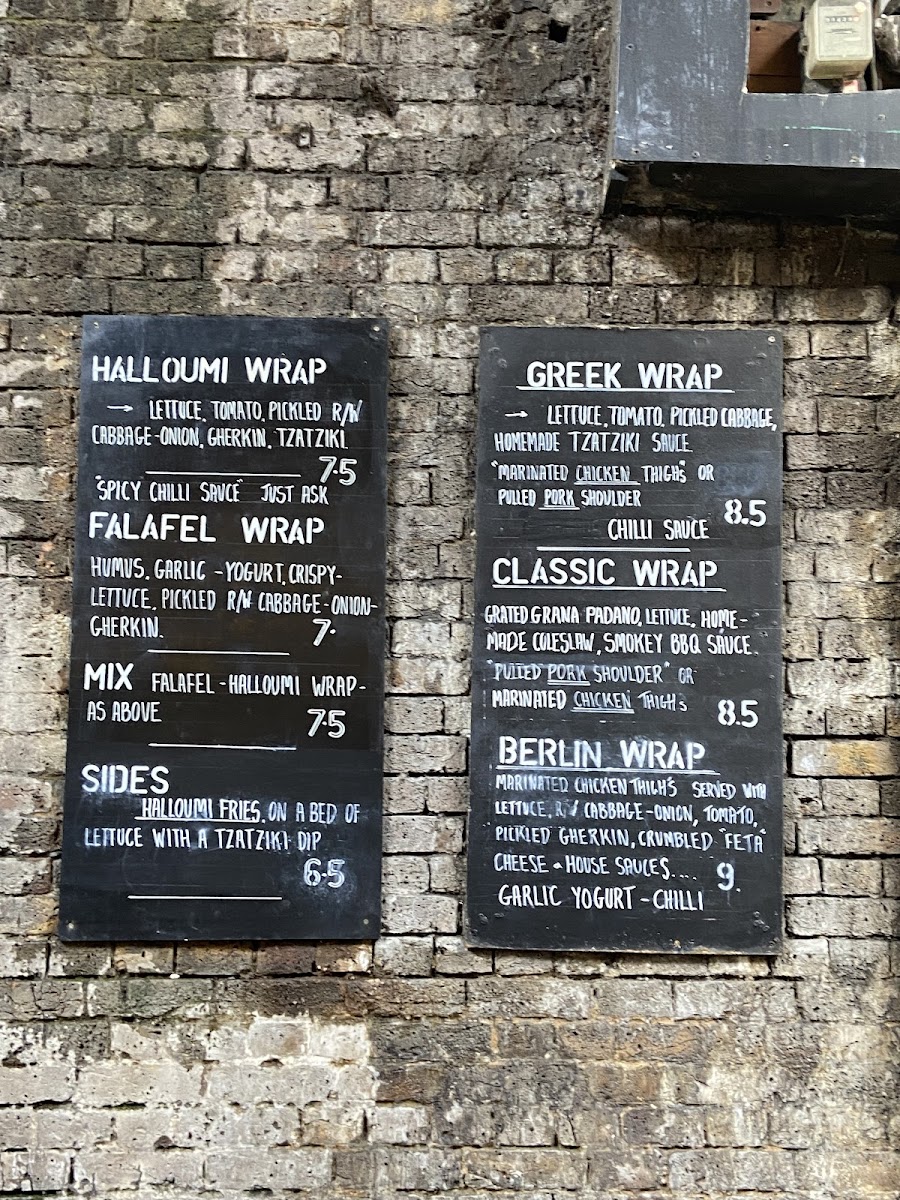 HALLOUMI WRAP
→ LETTUCE, TOMATO, PICKLED R/W
CABBAGE-ONION, GHERKIN, TZATZIKI.
7.5
"SPICY CHILLI SAUCE" JUST ASK
FALAFEL WRAP
HUMUS, GARLIC -YOGURT, CRISPY-
LETTUCE, PICKLED R/W CABBAGE-ONION-
GHERKIN.
7.
MIX FALAFEL-HALLOUMI WRAP-
AS ABOVE
7.5
SIDES
HALLOUMI FRIES, ON A BED OF
LETTUCE WITH A TZATZIKI DIP
6.5
GREEK WRAP
→ LETTUCE, TOMATO, PICKLED CABBAGE,
HOMEMADE TZATZIKI SAUCE.
"MARINATED CHICKEN THIGHS" OR
PULLED PORK SHOULDER
8.5
CHILLI SAUCE
CLASSIC WRAP
GRATED GRANA PADANO, LETTUCE, HOME-
MADE COLESLAW, SMOKEY BBQ SAUCE.
"PULLED PORK SHOULDER" OR
MARINATED CHICKEN THIGHS
8.5
BERLIN WRAP
MARINATED CHICKEN THIGHS SERVED WITH
LETTUCE, R/ CABBAGE-ONION, TOMATO,
PICKLED GHERKIN, CRUMBLED "FETA"
CHEESE + HOUSE SAUCES....
9.
GARLIC YOGURT - CHILLI